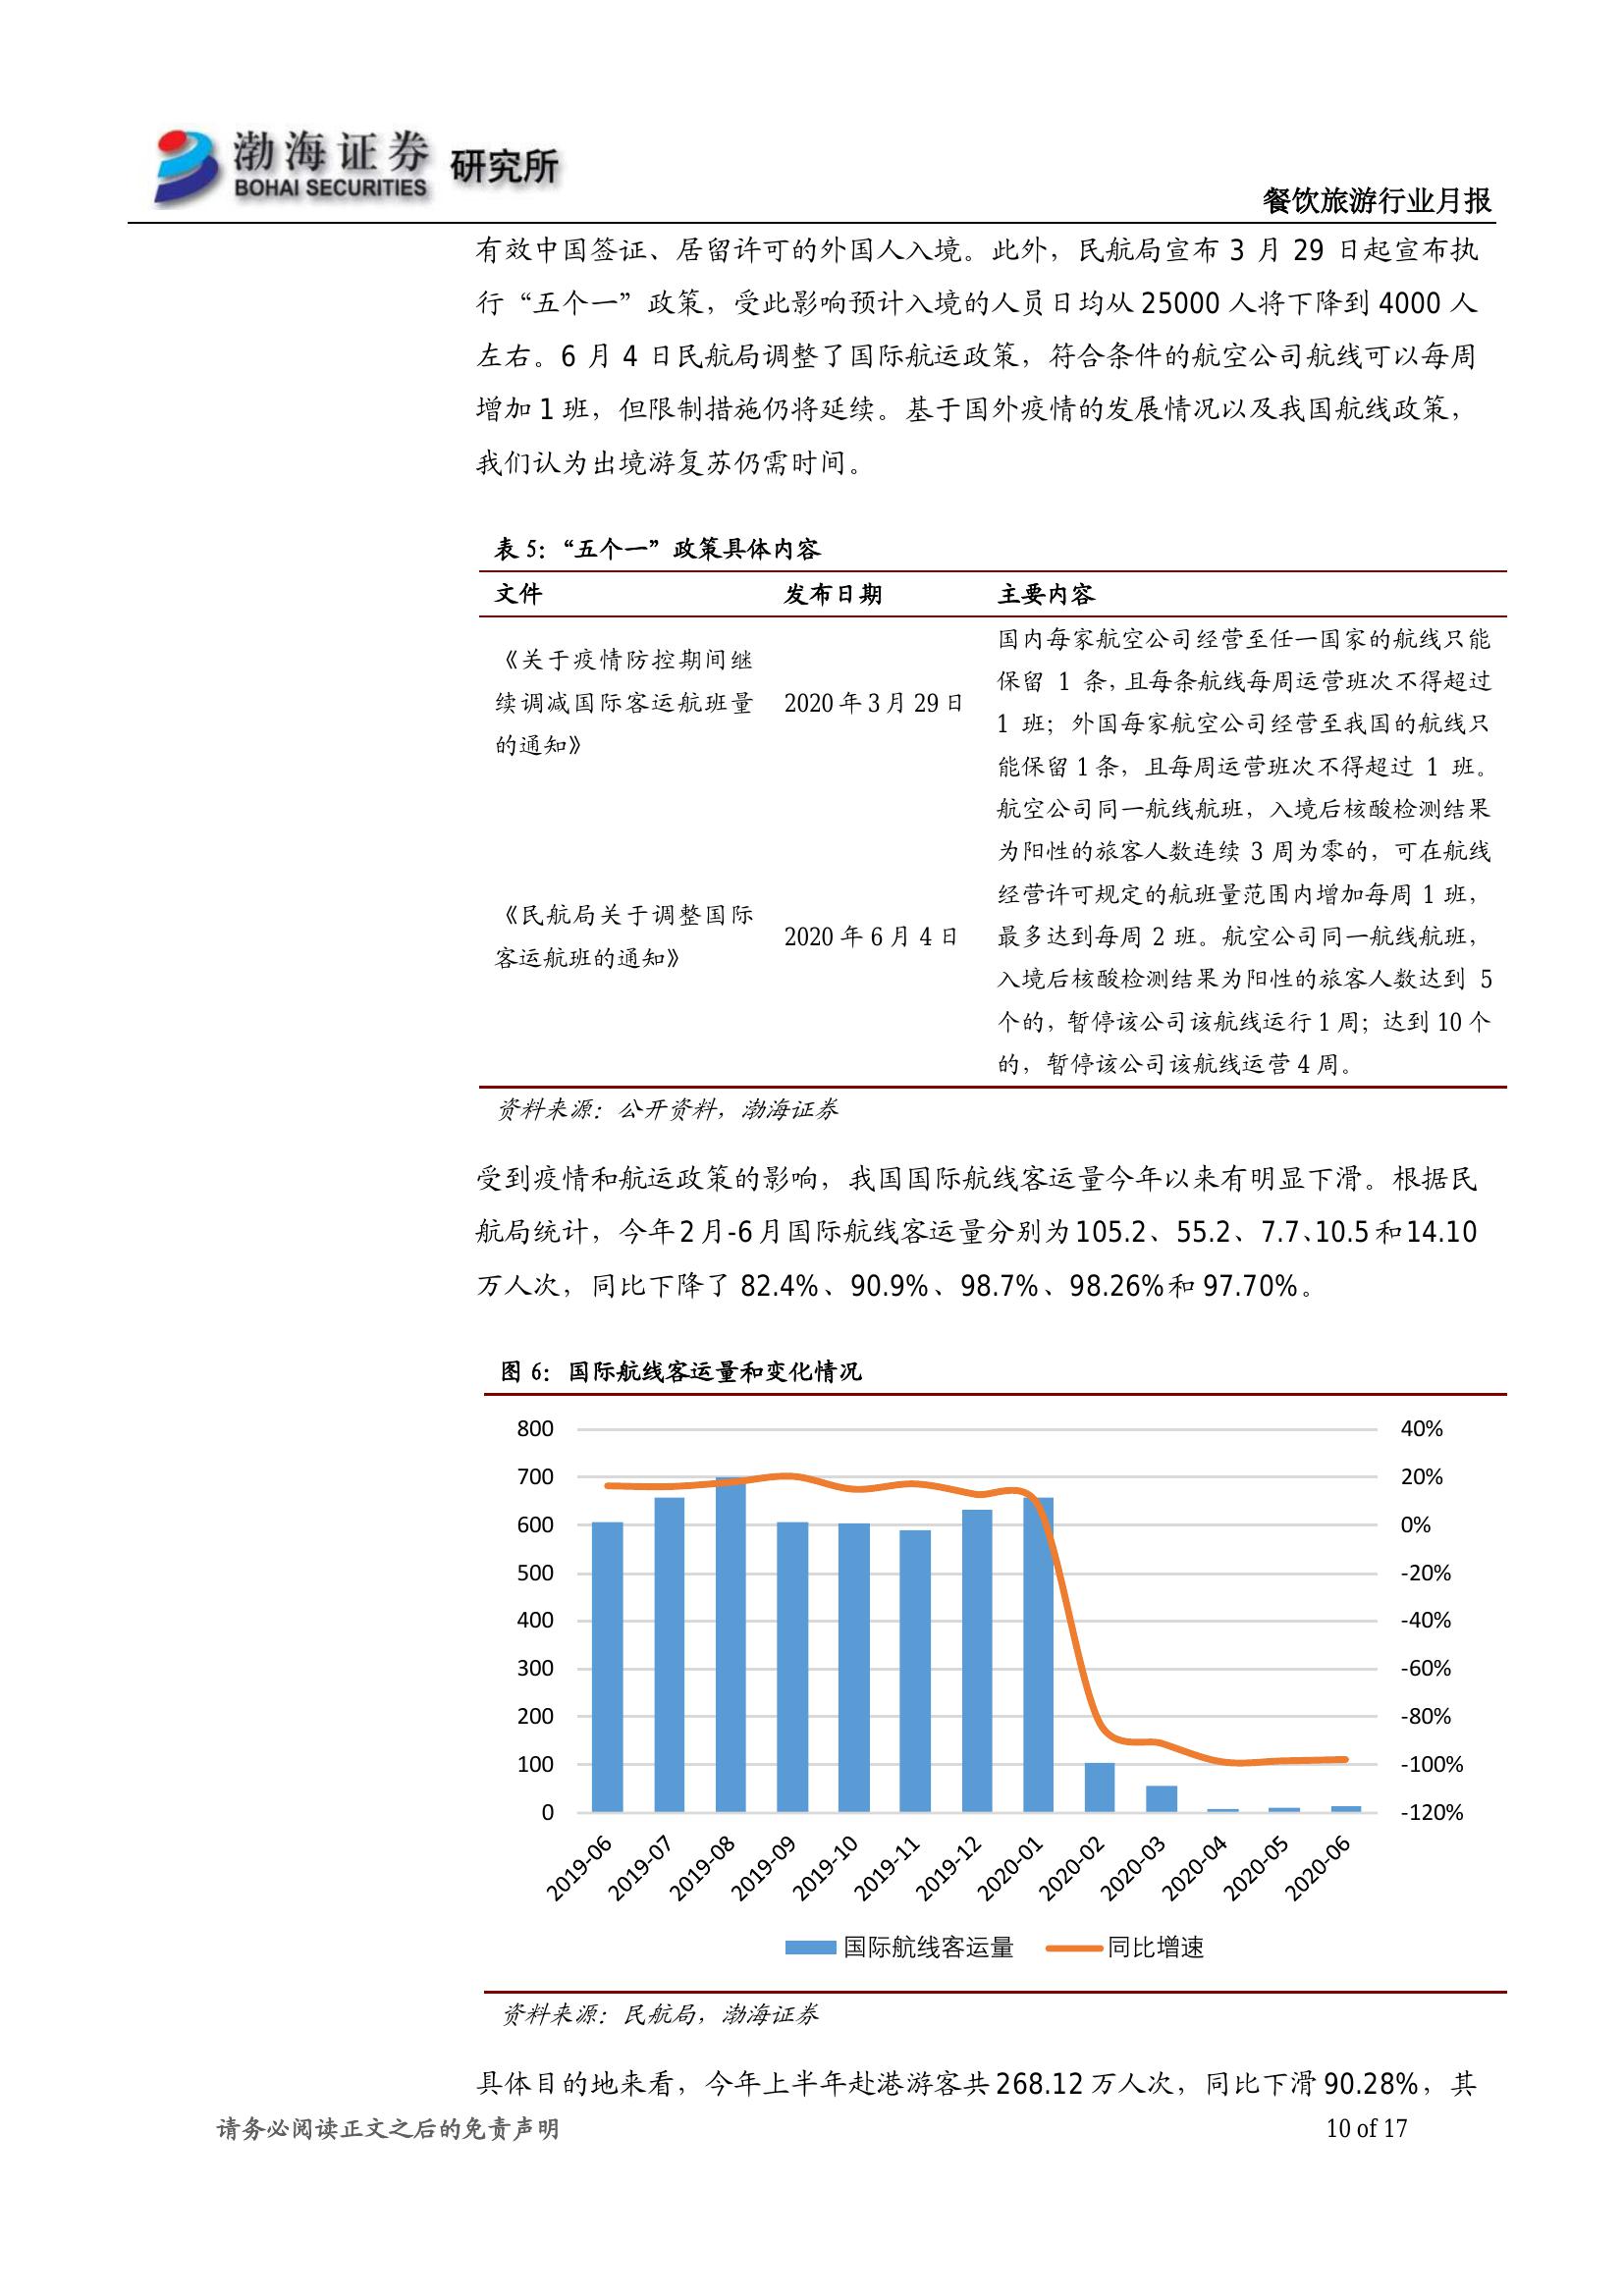 渤海证券
BOHAI SECURITIES
研究所
餐饮旅游行业月报
有效中国签证、居留许可的外国人入境。此外，民航局宣布 3 月 29 日起宣布执
行“五个一”政策，受此影响预计入境的人员日均从 25000 人将下降到 4000 人
左右。6 月 4 日民航局调整了国际航运政策，符合条件的航空公司航线可以每周
增加 1 班，但限制措施仍将延续。基于国外疫情的发展情况以及我国航线政策，
我们认为出境游复苏仍需时间。
表 5：“五个一”政策具体内容
文件 发布日期 主要内容
《关于疫情防控期间继
续调减国际客运航班量
的通知》
2020 年 3 月 29 日
国内每家航空公司经营至任一国家的航线只能
保留 1 条，且每条航线每周运营班次不得超过
1 班；外国每家航空公司经营至我国的航线只
能保留 1 条，且每周运营班次不得超过 1 班。
《民航局关于调整国际
客运航班的通知》
2020 年 6 月 4 日
航空公司同一航线航班，入境后核酸检测结果
为阳性的旅客人数连续 3 周为零的，可在航线
经营许可规定的航班量范围内增加每周 1 班，
最多达到每周 2 班。航空公司同一航线航班，
入境后核酸检测结果为阳性的旅客人数达到 5
个的，暂停该公司该航线运行 1 周；达到 10 个
的，暂停该公司该航线运营 4 周。
资料来源：公开资料，渤海证券
受到疫情和航运政策的影响，我国国际航线客运量今年以来有明显下滑。根据民
航局统计，今年 2 月-6 月国际航线客运量分别为 105.2、55.2、7.7、10.5 和 14.10
万人次，同比下降了 82.4%、90.9%、98.7%、98.26%和 97.70%。
图 6：国际航线客运量和变化情况
800 40%
700 20%
600 0%
500 -20%
400 -40%
300 -60%
200 -80%
100 -100%
0 -120%
2019-06 2019-07 2019-08 2019-09 2019-10 2019-11 2019-12 2020-01 2020-02 2020-03 2020-04 2020-05 2020-06
国际航线客运量 同比增速
资料来源：民航局，渤海证券
具体目的地来看，今年上半年赴港游客共 268.12 万人次，同比下滑 90.28%，其
请务必阅读正文之后的免责声明 10 of 17